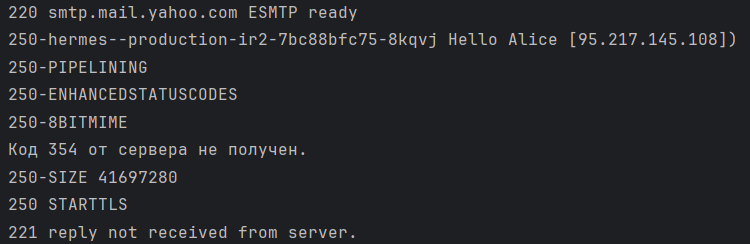 220 smtp.mail.yahoo.com ESMTP ready
250-hermes--production-ir2-7bc88bfc75-8kqvj Hello Alice [95.217.145.108])
250-PIPELINING
250-ENHANCEDSTATUSCODES
250-8BITMIME
Код 354 от сервера не получен.
250-SIZE 41697280
250 STARTTLS
221 reply not received from server.